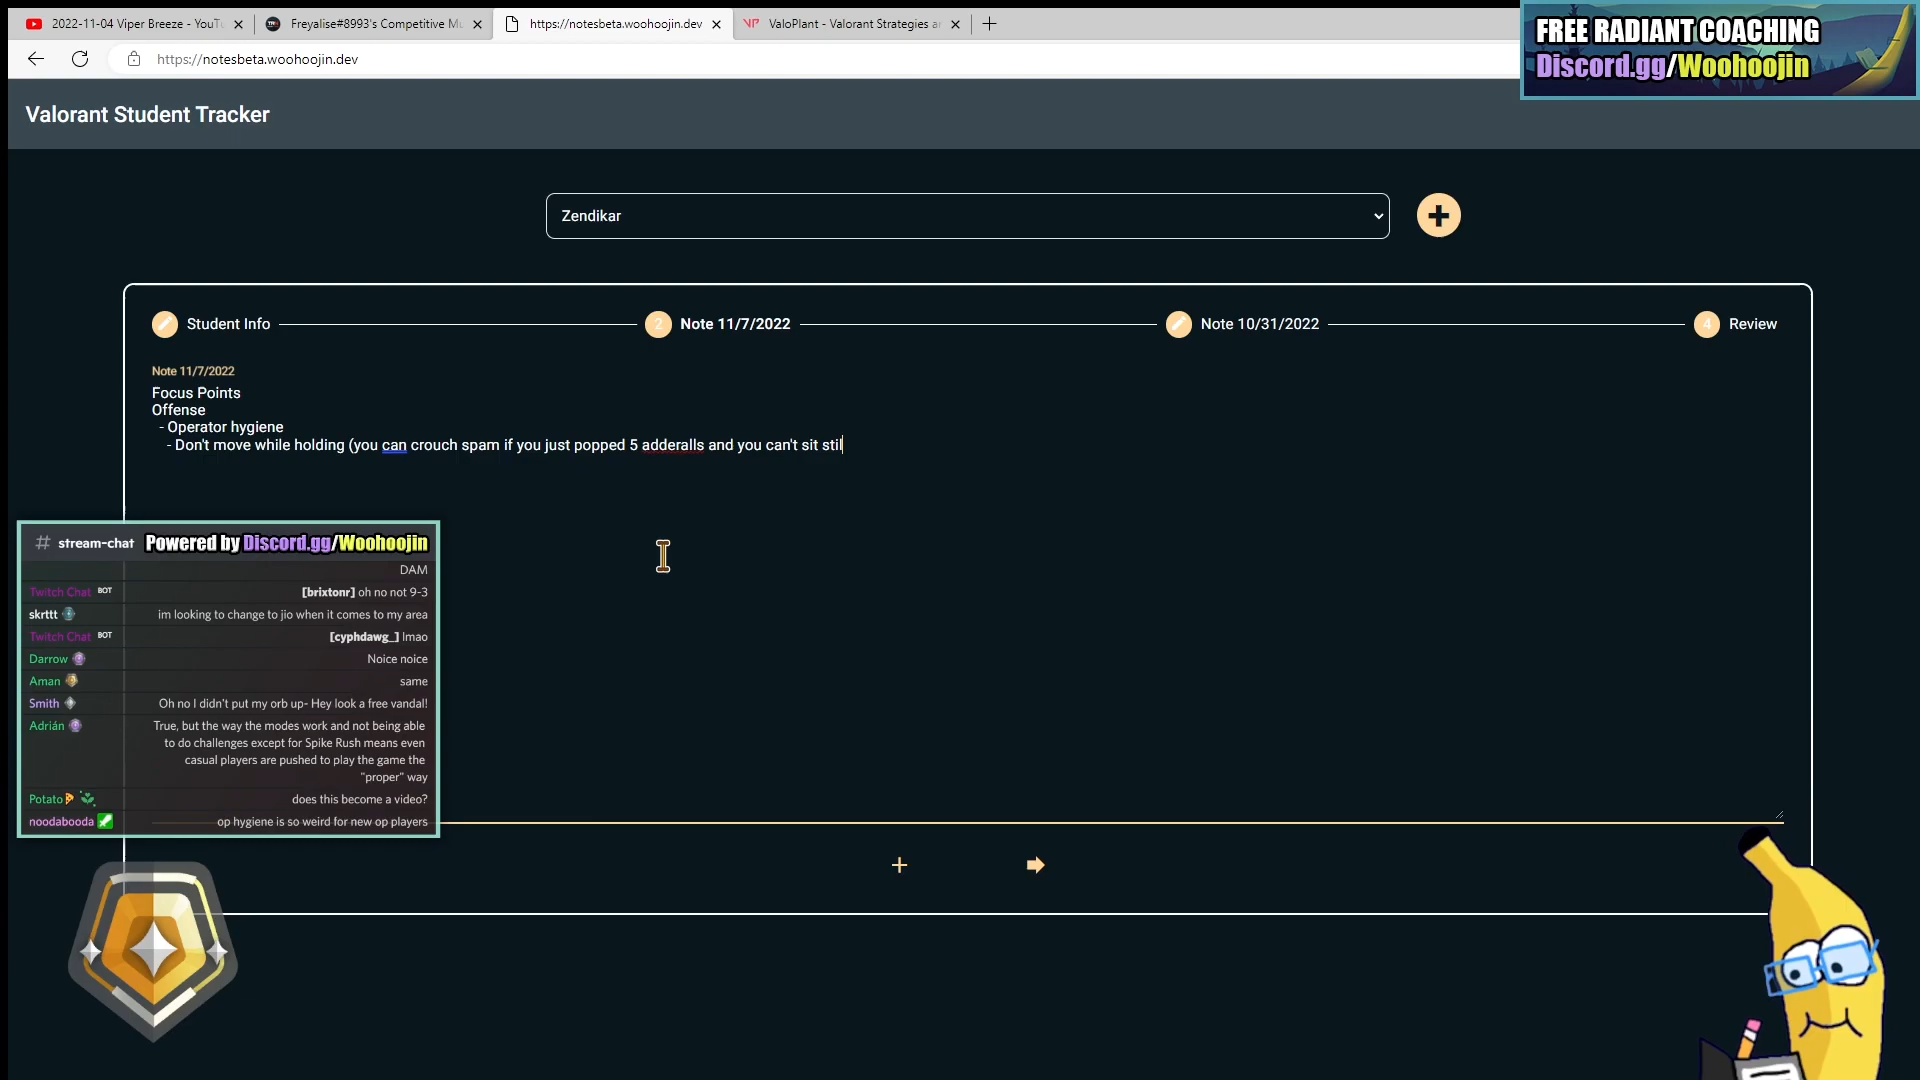 2022-11-04 Viper Breeze - YouTu
Freyalise#8993's Competitive M
https://notesbeta.woohoojin.dev
ValoPlant - Valorant Strategies a
https://notesbeta.woohoojin.dev
FREE RADIANT COACHING
Discord.gg/Woohoojin
Valorant Student Tracker
Zendikar
Student Info
2 Note 11/7/2022
Note 10/31/2022
4 Review
Note 11/7/2022
Focus Points
Offense
- Operator hygiene
- Don't move while holding (you can crouch spam if you just popped 5 adderalls and you can't sit stil
# stream-chat Powered by Discord.gg/Woohoojin
DAM
Twitch Chat BOT [brixtonr] oh no not 9-3
skrttt im looking to change to jio when it comes to my area
Twitch Chat BOT [cyphdawg_] lmao
Darrow Noice noice
Aman same
Smith Oh no I didn't put my orb up- Hey look a free vandal!
Adrián True, but the way the modes work and not being able
to do challenges except for Spike Rush means even
casual players are pushed to play the game the
"proper" way
Potato does this become a video?
noodabooda op hygiene is so weird for new op players